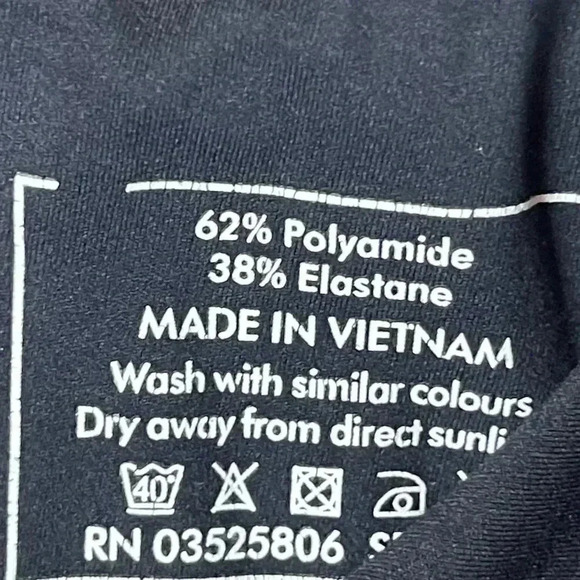 62% Polyamide
38% Elastane
MADE IN VIETNAM
Wash with similar colours
Dry away from direct sunli
40°
RN 03525806